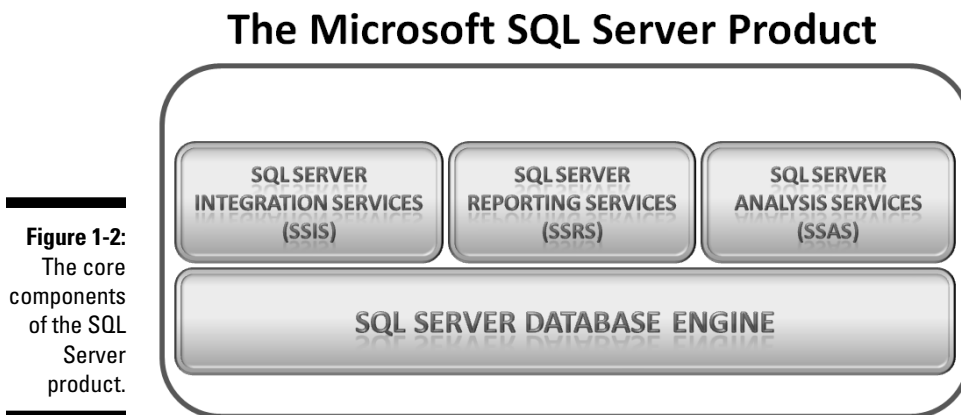 The Microsoft SQL Server Product
SQL SERVER
INTEGRATION SERVICES
(SSIS)
SQL SERVER
REPORTING SERVICES
(SSRS)
SQL SERVER
ANALYSIS SERVICES
(SSAS)
SQL SERVER DATABASE ENGINE
Figure 1-2:
The core
components
of the SQL
Server
product.